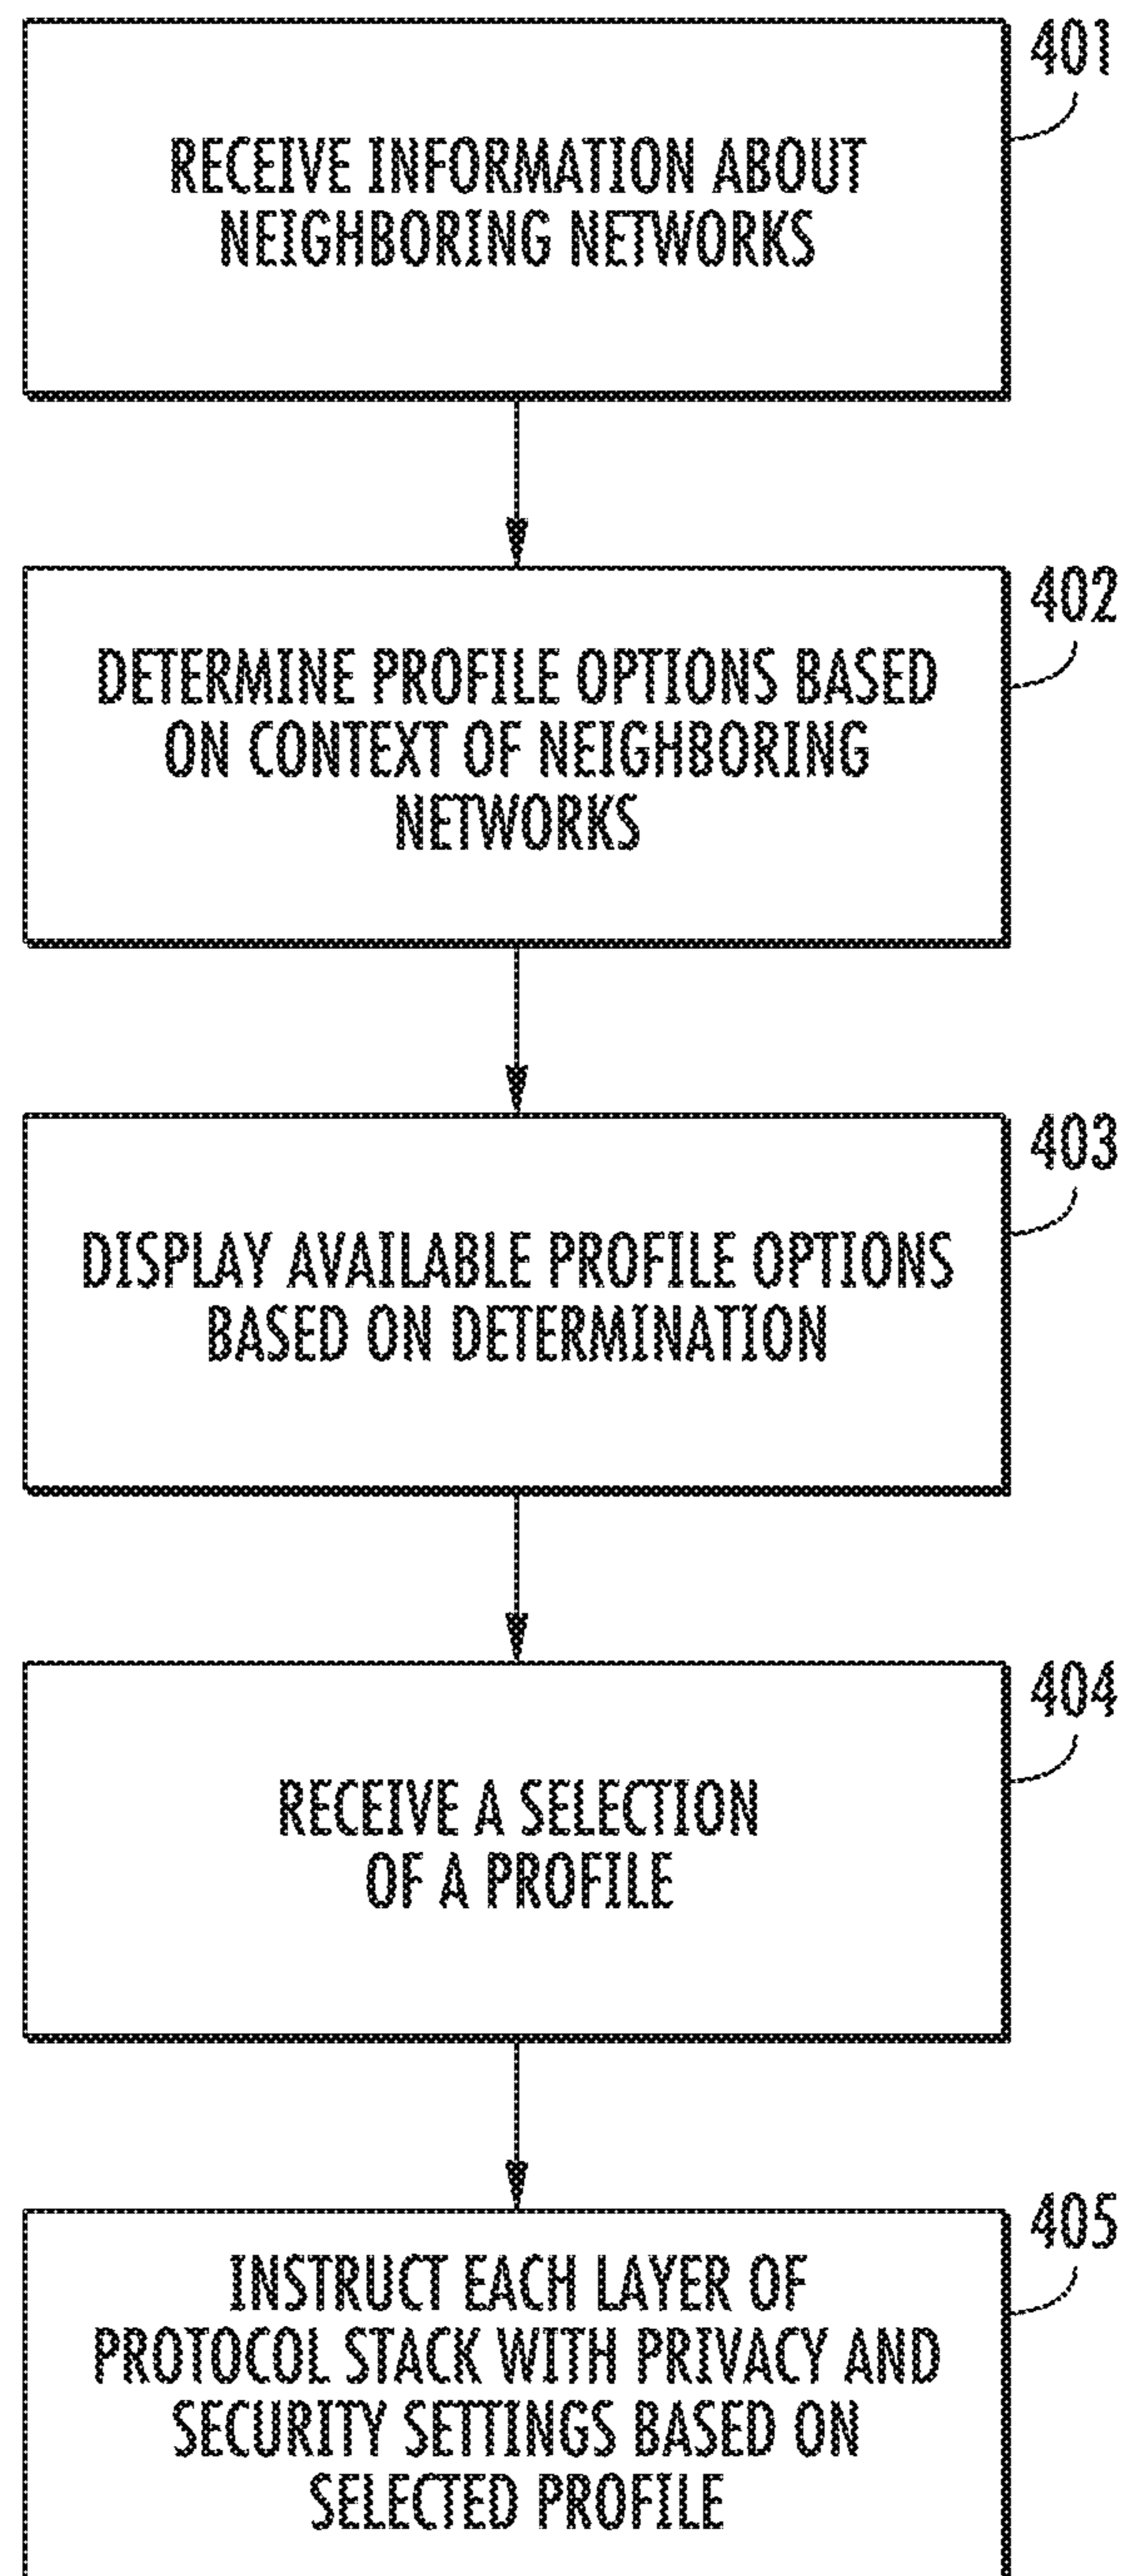 401
RECEIVE INFORMATION ABOUT
NEIGHBORING NETWORKS
402
DETERMINE PROFILE OPTIONS BASED
ON CONTEXT OF NEIGHBORING
NETWORKS
403
DISPLAY AVAILABLE PROFILE OPTIONS
BASED ON DETERMINATION
404
RECEIVE A SELECTION
OF A PROFILE
405
INSTRUCT EACH LAYER OF
PROTOCOL STACK WITH PRIVACY AND
SECURITY SETTINGS BASED ON
SELECTED PROFILE